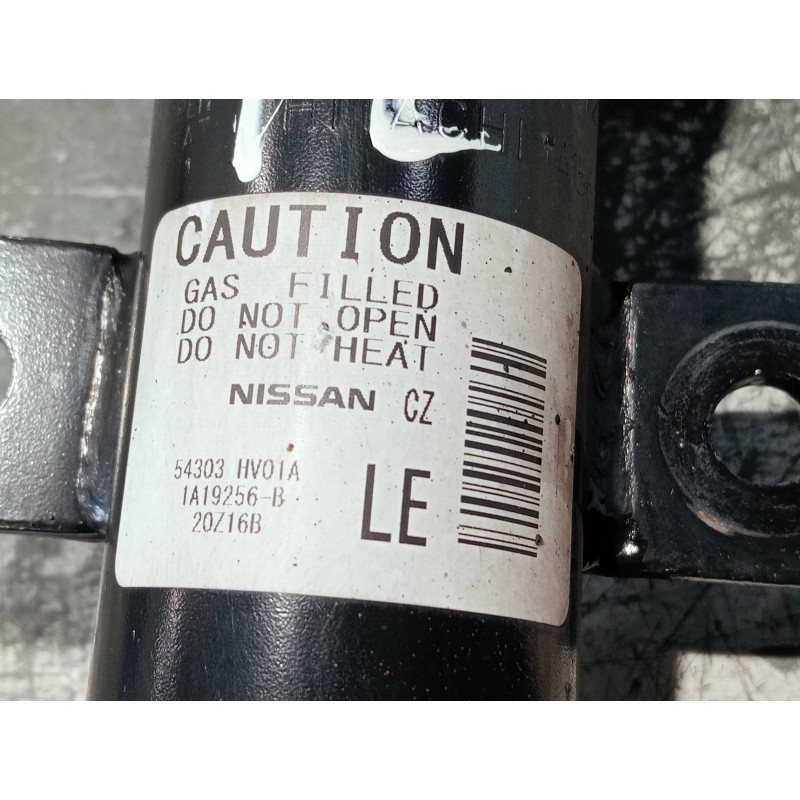 CAUTION
GAS FILLED
DO NOT OPEN
DO NOT HEAT
NISSAN CZ
54303 HV01A
1A19256-B
20Z16B
LE